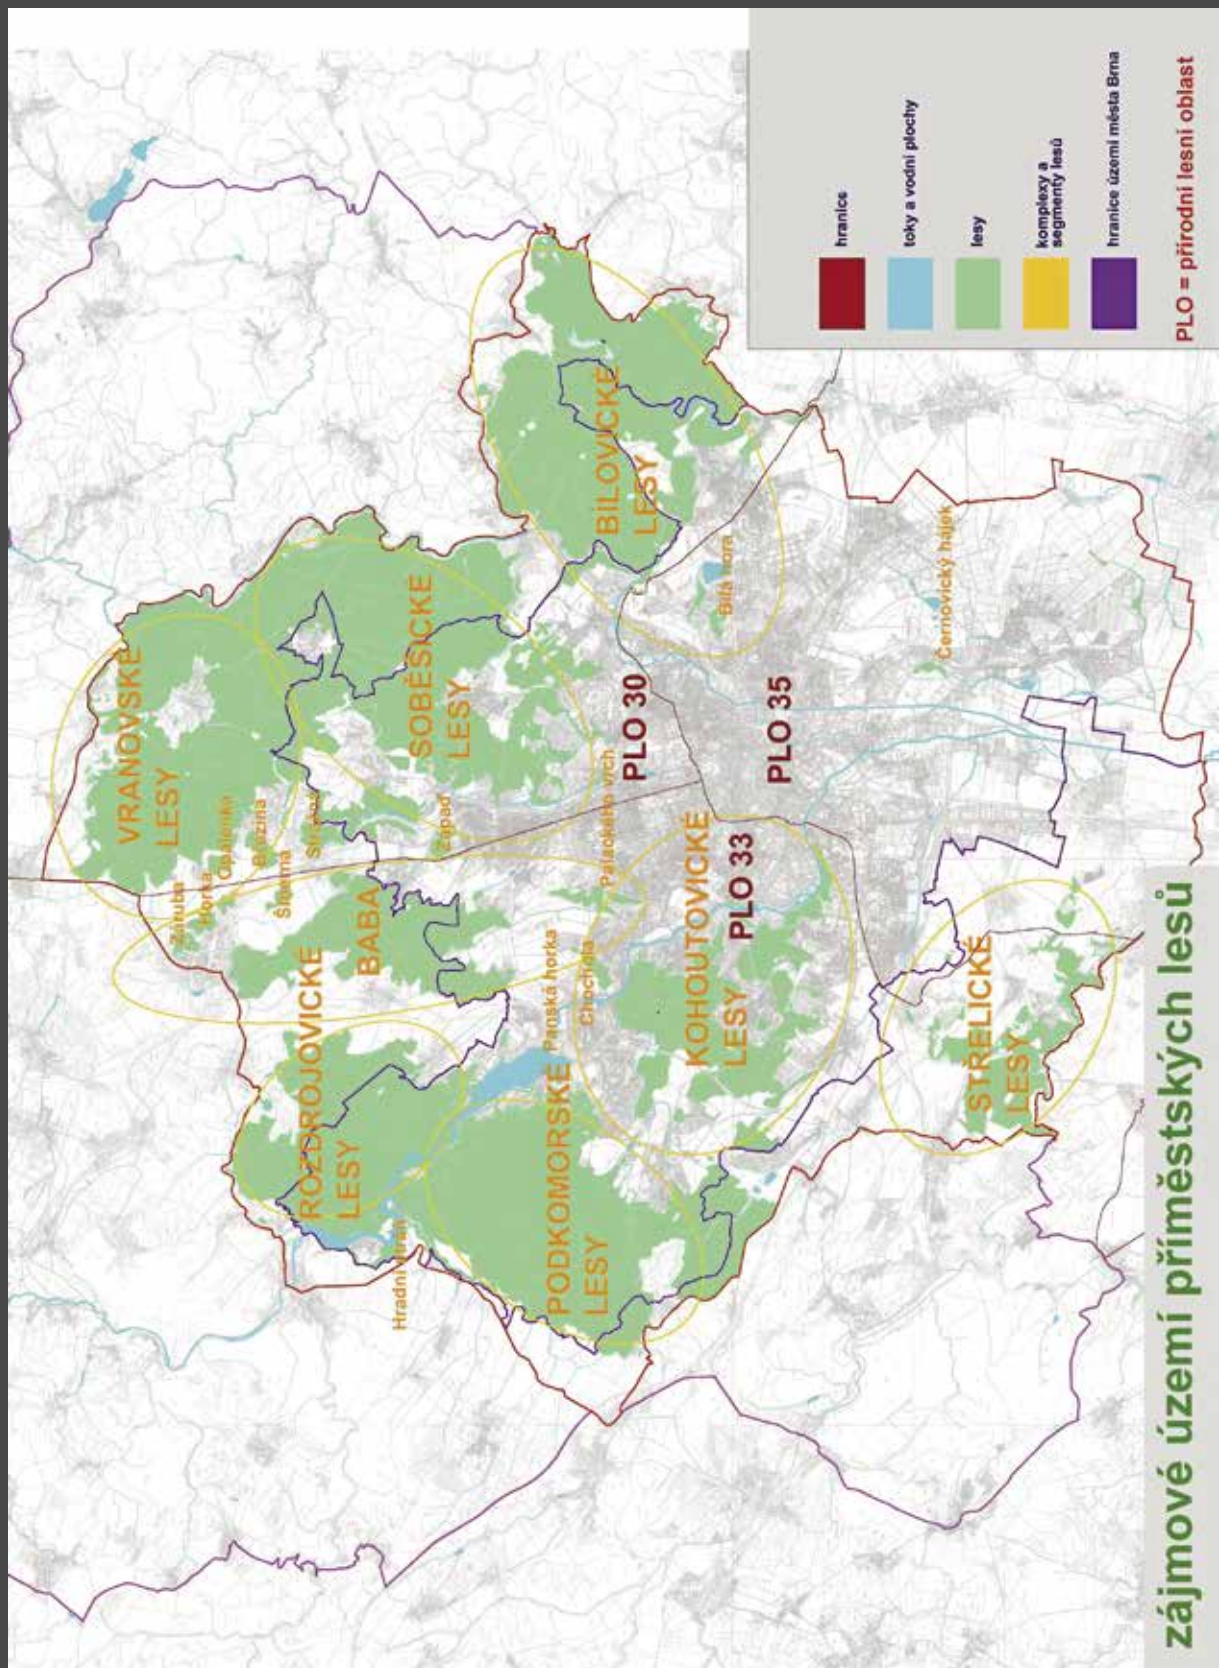 VRANOVSKÉ
LESY
SOBĚŠICKÉ
LESY
BÍLOVICKÉ
LESY
ROZDROJOVICKÉ
LESY
BABA
PODKOMORSKÉ
LESY
KOHOUTOVICKÉ
LESY
STŘELICKÉ
LESY
Záruba
Horka
Březina
Západ
Hradní
Panská horka
Chochola
Palackého vrch
Bílá hora
Černovický hájek
PLO 30
PLO 33
PLO 35
hranice
toky a vodní plochy
lesy
komplexy a
segmenty lesů
hranice území města Brna
PLO = přírodní lesní oblast
zájmové území příměstských lesů